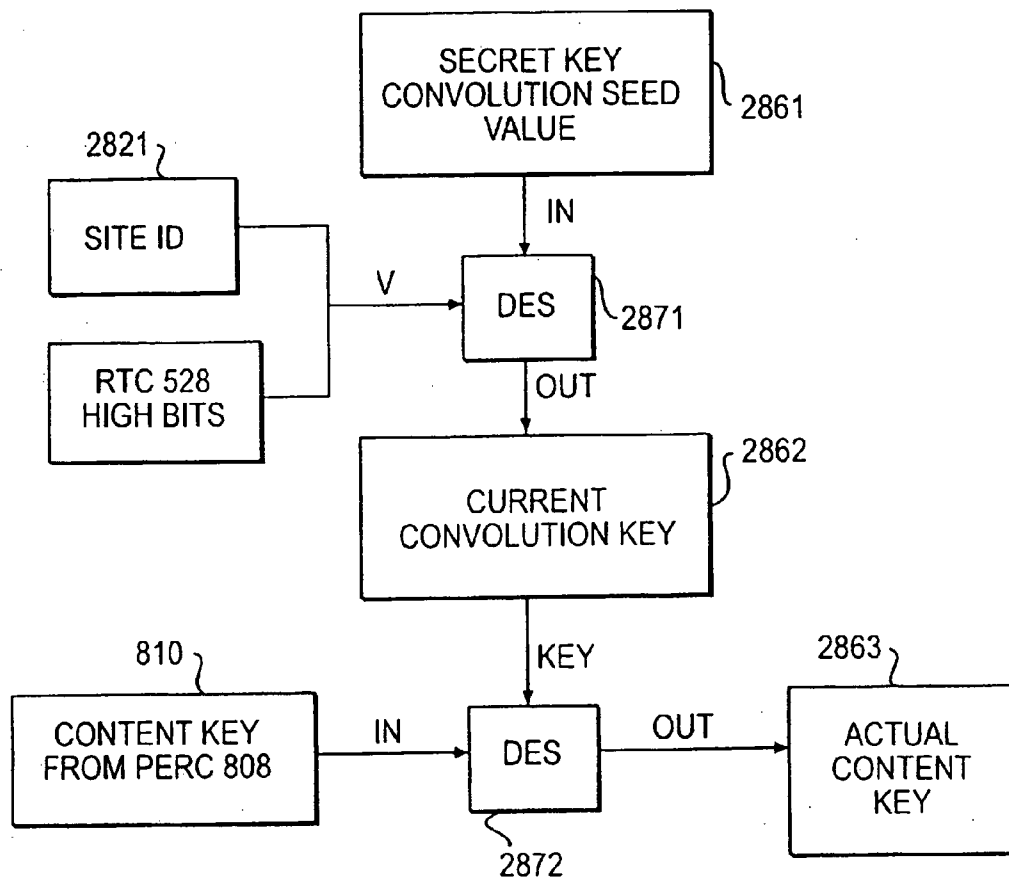 SECRET KEY
CONVOLUTION SEED
VALUE
2861
2821
SITE ID
IN
V
DES
2871
RTC 528
HIGH BITS
OUT
2862
CURRENT
CONVOLUTION KEY
810
KEY
2863
CONTENT KEY
FROM PERC 808
IN
DES
OUT
ACTUAL
CONTENT
KEY
2872